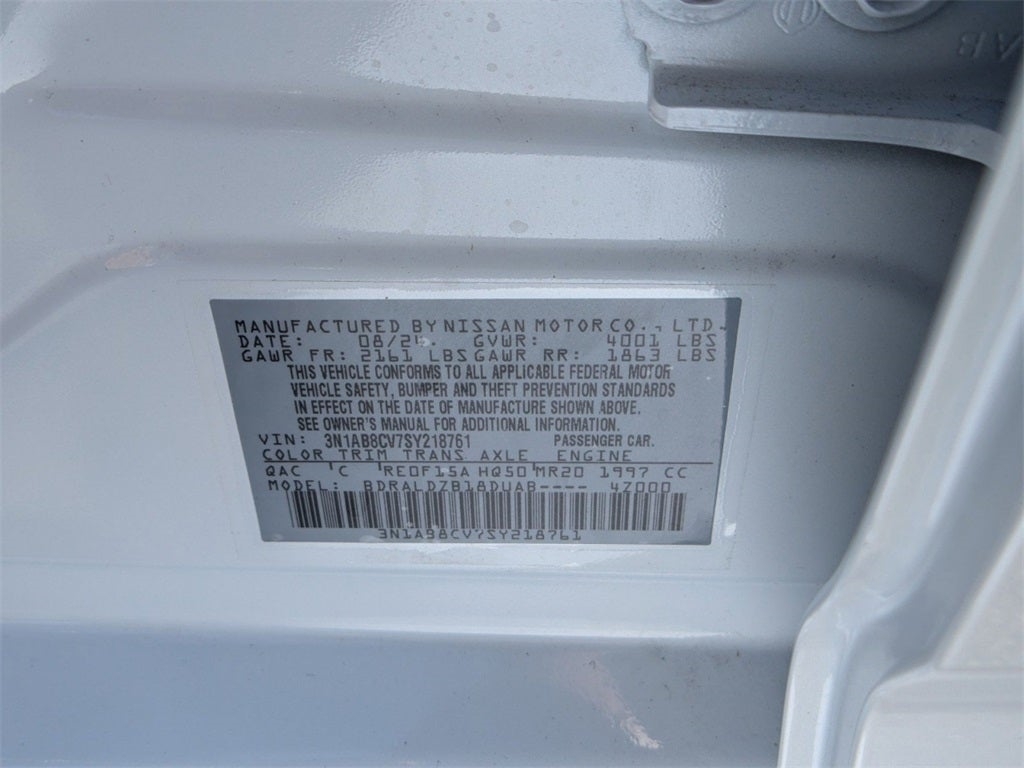 MANUFACTURED BY NISSAN MOTOR CO., LTD.
DATE: GVWR: 4001 LBS
GAWR FR: 2161 LBS GAWR RR: 1863 LBS
THIS VEHICLE CONFORMS TO ALL APPLICABLE FEDERAL MOTOR
VEHICLE SAFETY, BUMPER AND THEFT PREVENTION STANDARDS
IN EFFECT ON THE DATE OF MANUFACTURE SHOWN ABOVE.
SEE OWNER'S MANUAL FOR ADDITIONAL INFORMATION.
VIN: 3N1AB8CV7SY218761 PASSENGER CAR.
COLOR TRIM TRANS AXLE ENGINE
QAC C RE0F15A HQ50 MR20 1997 CC
MODEL: BDRALDZB18DUAB---- 4Z000
3N1AB8CV7SY218761